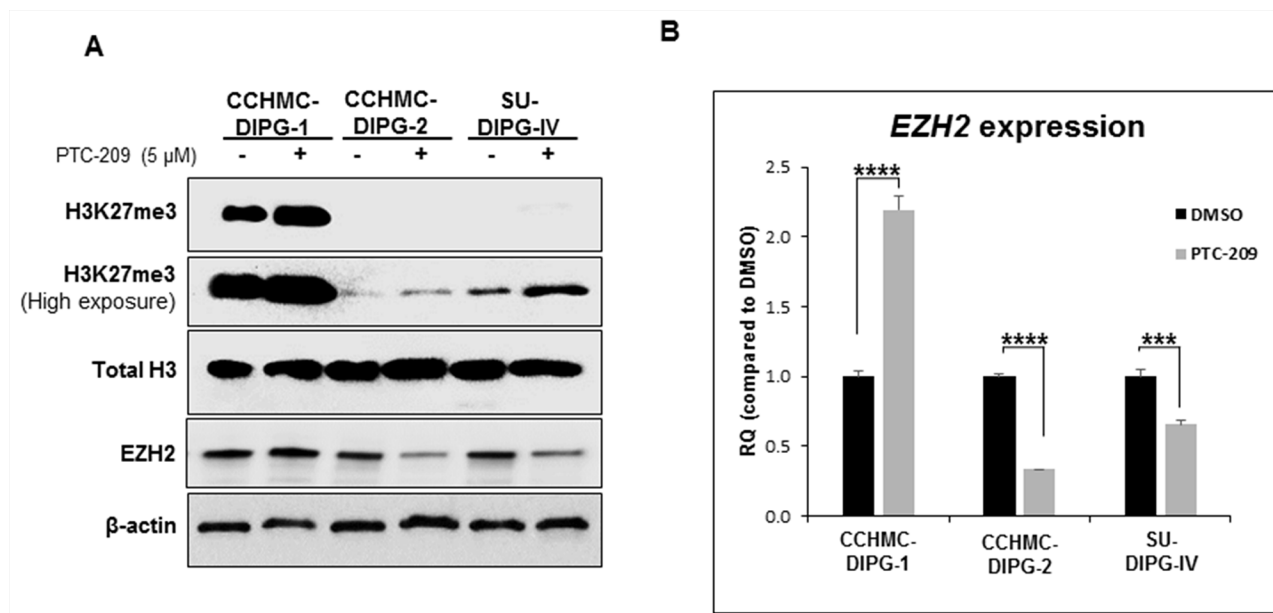 A
CCHMC-
DIPG-1
CCHMC-
DIPG-2
SU-
DIPG-IV
PTC-209 (5 µM) - + - + - +
H3K27me3
H3K27me3
(High exposure)
Total H3
EZH2
β-actin
B
EZH2 expression
RQ (compared to DMSO)
2.5
2.0
1.5
1.0
0.5
0.0
****
****
***
DMSO
PTC-209
CCHMC-
DIPG-1
CCHMC-
DIPG-2
SU-
DIPG-IV